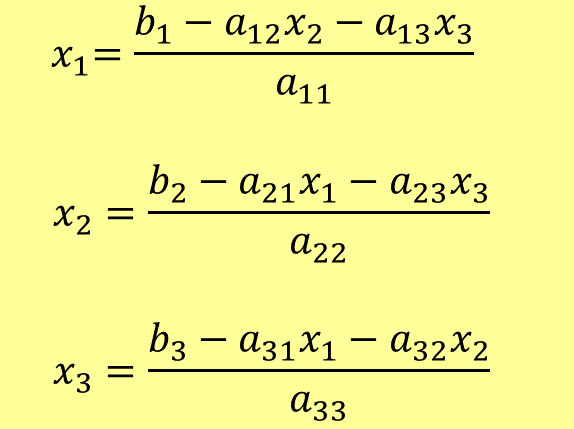 x₁= (b₁ − a₁₂x₂ − a₁₃x₃) / a₁₁
x₂ = (b₂ − a₂₁x₁ − a₂₃x₃) / a₂₂
x₃ = (b₃ − a₃₁x₁ − a₃₂x₂) / a₃₃